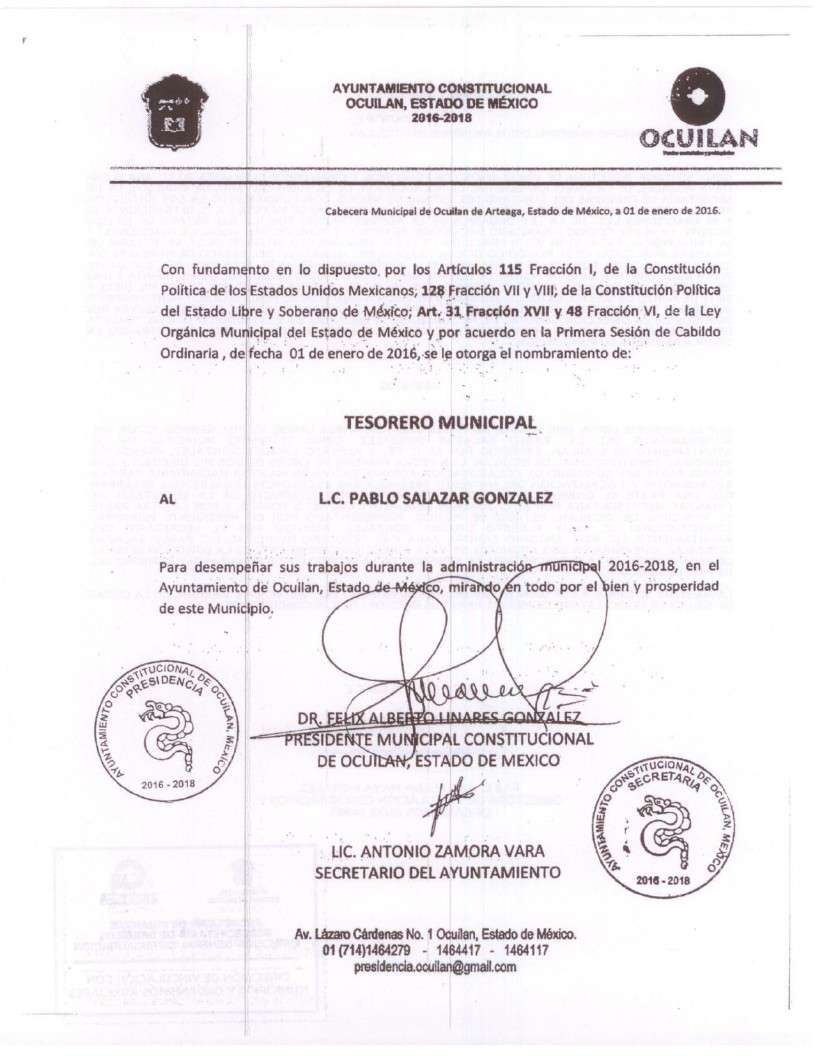 AYUNTAMIENTO CONSTITUCIONAL
OCUILAN, ESTADO DE MÉXICO
2016-2018
OCUILAN
Cabecera Municipal de Ocuilan de Arteaga, Estado de México, a 01 de enero de 2016.
Con fundamento en lo dispuesto por los Artículos 115 Fracción I, de la Constitución
Política de los Estados Unidos Mexicanos; 128 Fracción VII y VIII; de la Constitución Política
del Estado Libre y Soberano de México; Art. 31 Fracción XVII y 48 Fracción VI, de la Ley
Orgánica Municipal del Estado de México y por acuerdo en la Primera Sesión de Cabildo
Ordinaria , de fecha 01 de enero de 2016, se le otorga el nombramiento de:
TESORERO MUNICIPAL
AL L.C. PABLO SALAZAR GONZALEZ
Para desempeñar sus trabajos durante la administración municipal 2016-2018, en el
Ayuntamiento de Ocuilan, Estado de México, mirando en todo por el bien y prosperidad
de este Municipio.
AYUNTAMIENTO CONSTITUCIONAL DE OCUILAN, MEXICO
PRESIDENCIA
2016 - 2018
DR. FELIX ALBERTO LINARES GONZALEZ
PRESIDENTE MUNICIPAL CONSTITUCIONAL
DE OCUILAN, ESTADO DE MEXICO
AYUNTAMIENTO CONSTITUCIONAL DE OCUILAN, MEXICO
SECRETARIA
2016 - 2018
LIC. ANTONIO ZAMORA VARA
SECRETARIO DEL AYUNTAMIENTO
Av. Lázaro Cárdenas No. 1 Ocuilan, Estado de México.
01 (714)1464279 - 1464417 - 1464117
presidencia.ocuilan@gmail.com